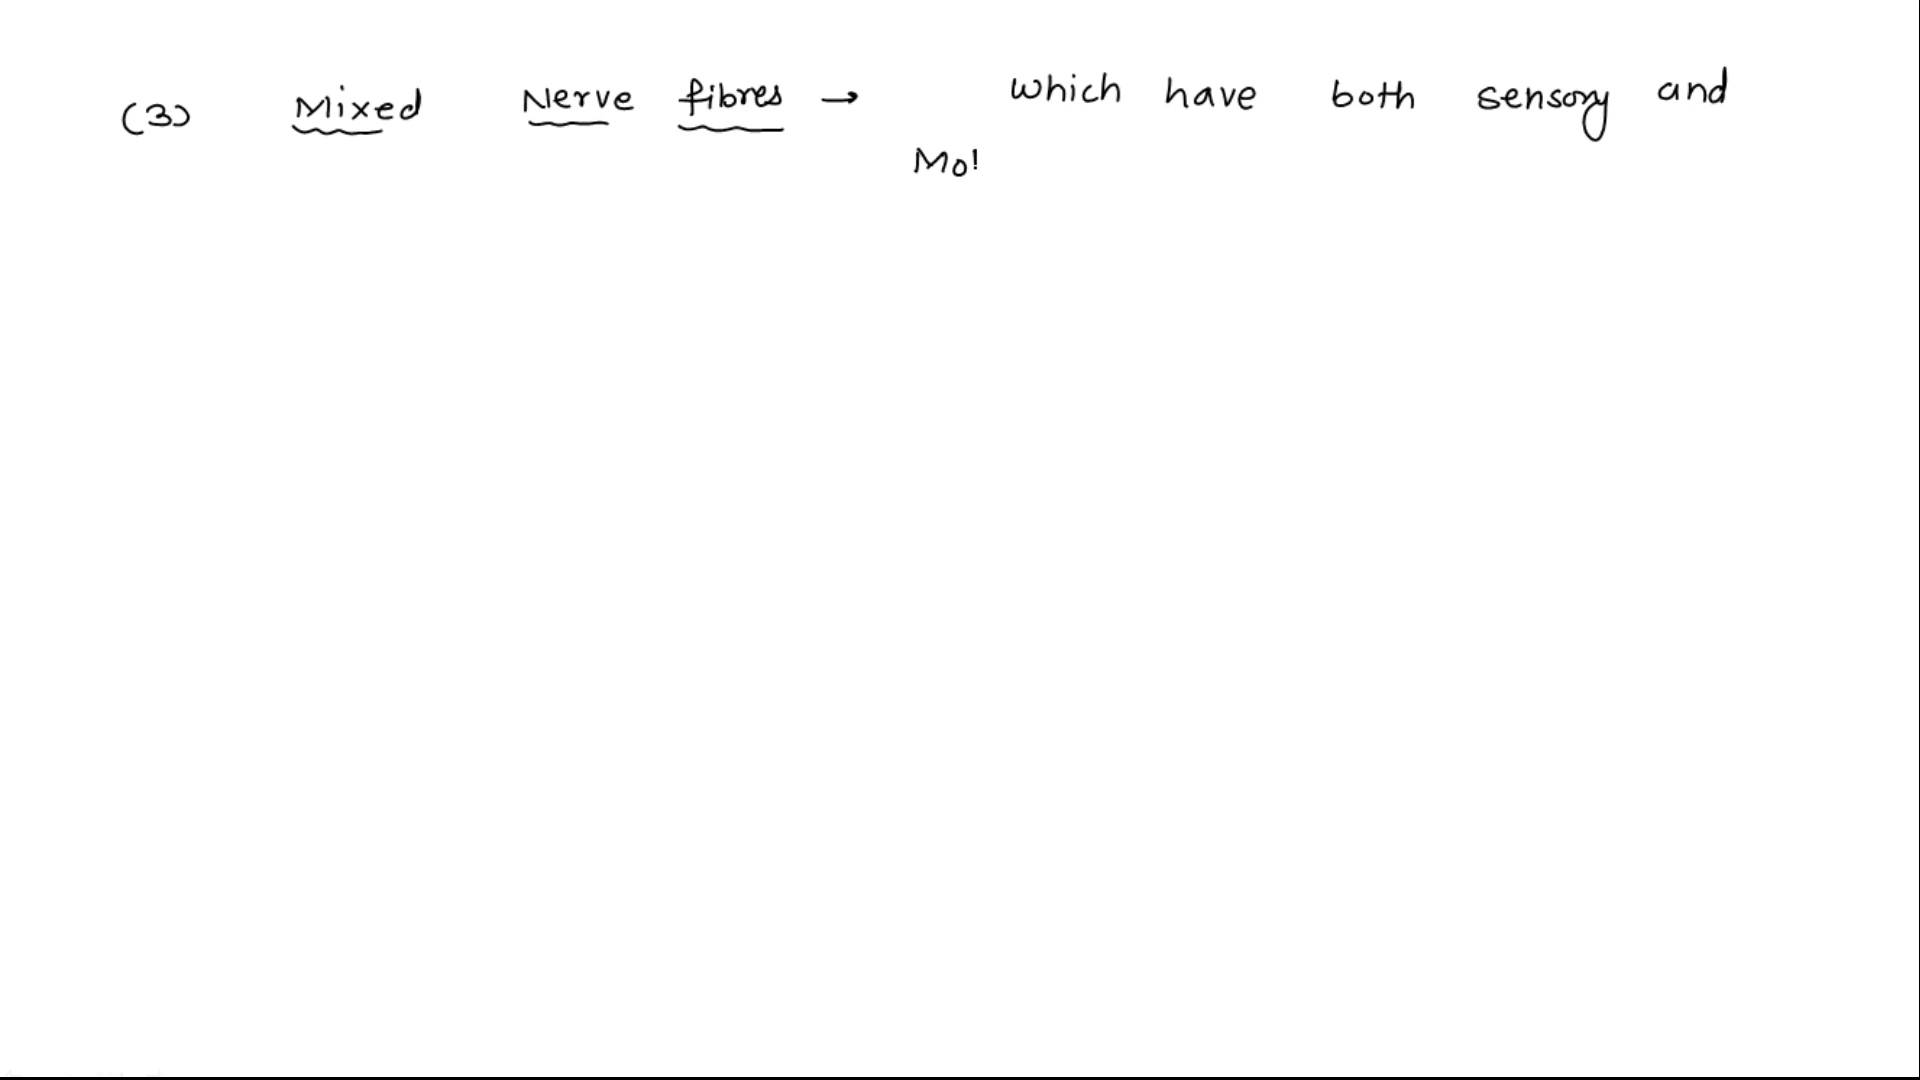 (3) Mixed Nerve fibres → which have both sensory and
Mo!